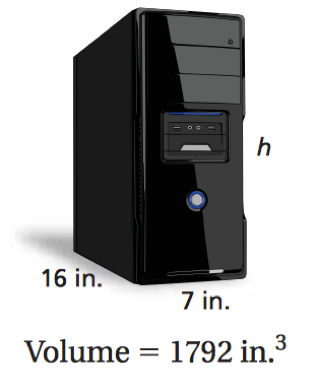 h
16 in.
7 in.
Volume = 1792 in.³